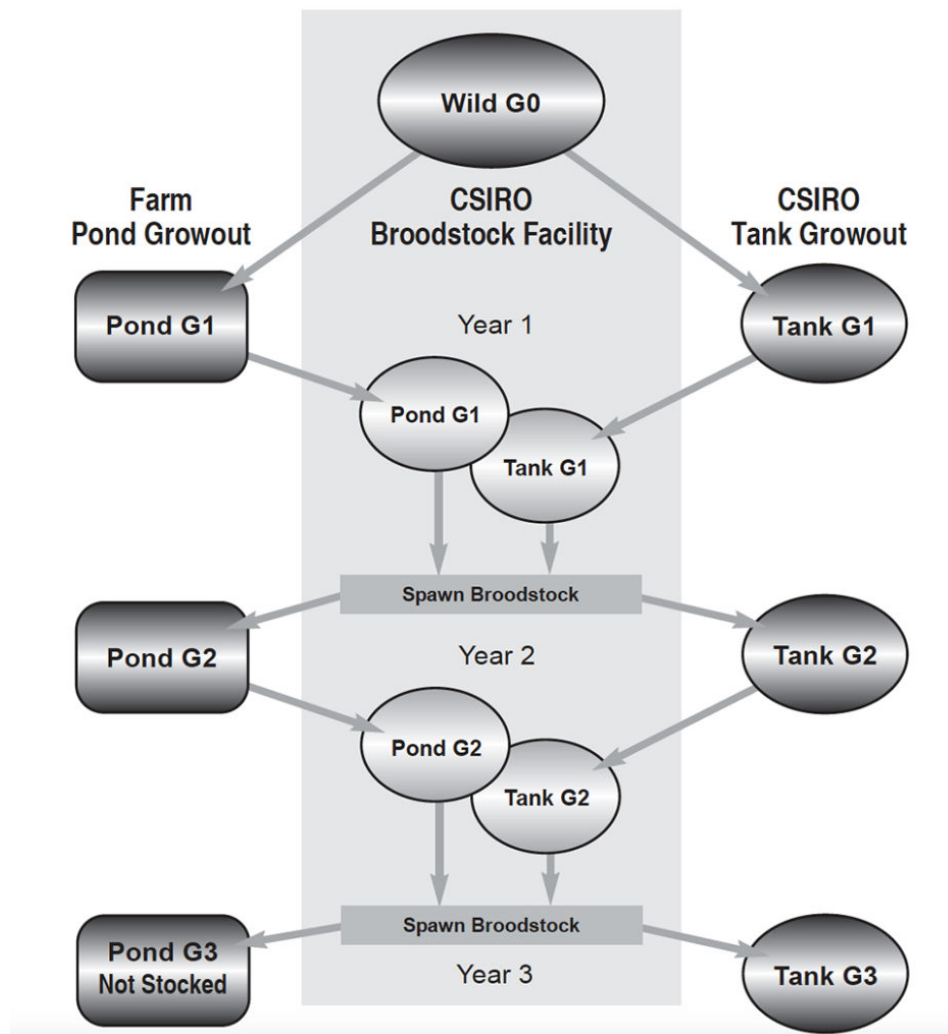 Wild G0
Farm
Pond Growout
CSIRO
Broodstock Facility
CSIRO
Tank Growout
Pond G1
Year 1
Tank G1
Pond G1
Tank G1
Spawn Broodstock
Pond G2
Year 2
Tank G2
Pond G2
Tank G2
Spawn Broodstock
Pond G3
Not Stocked
Year 3
Tank G3